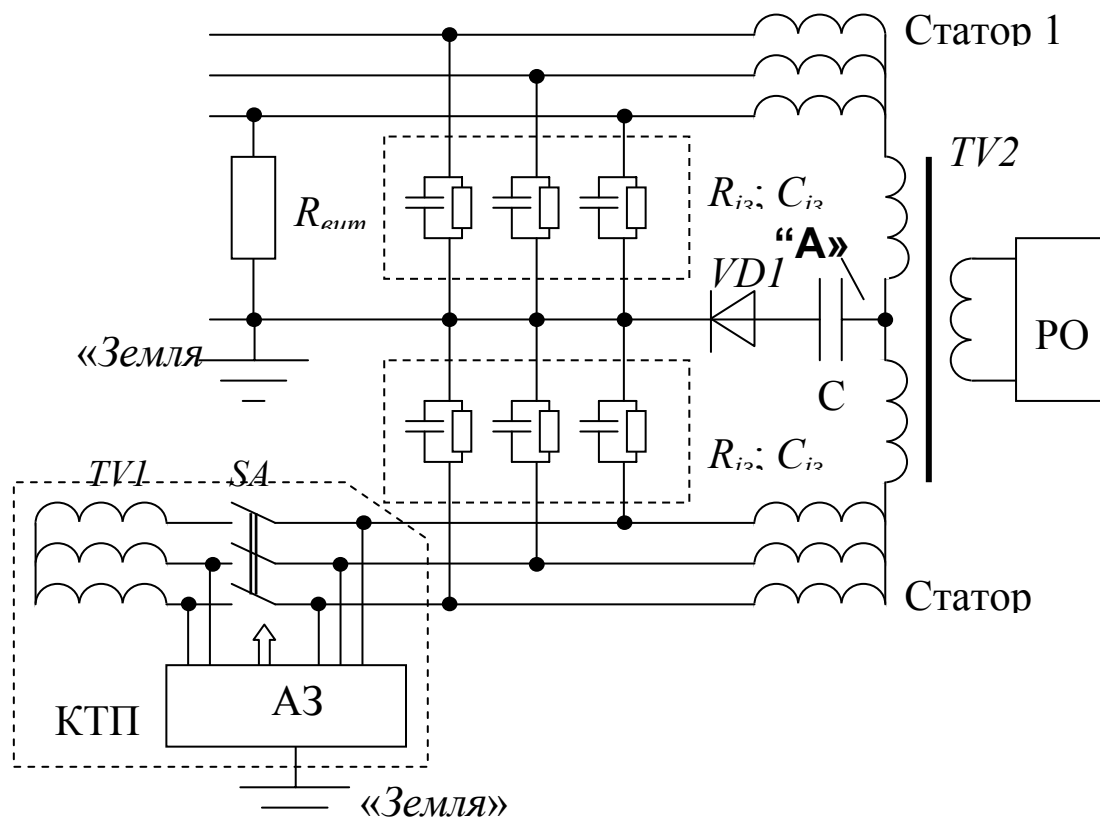 Статор 1
TV2
R_із; C_із
R_вит
“А»
VD1
РО
«Земля
С
R_із; C_із
TV1 SA
Статор
АЗ
КТП
«Земля»